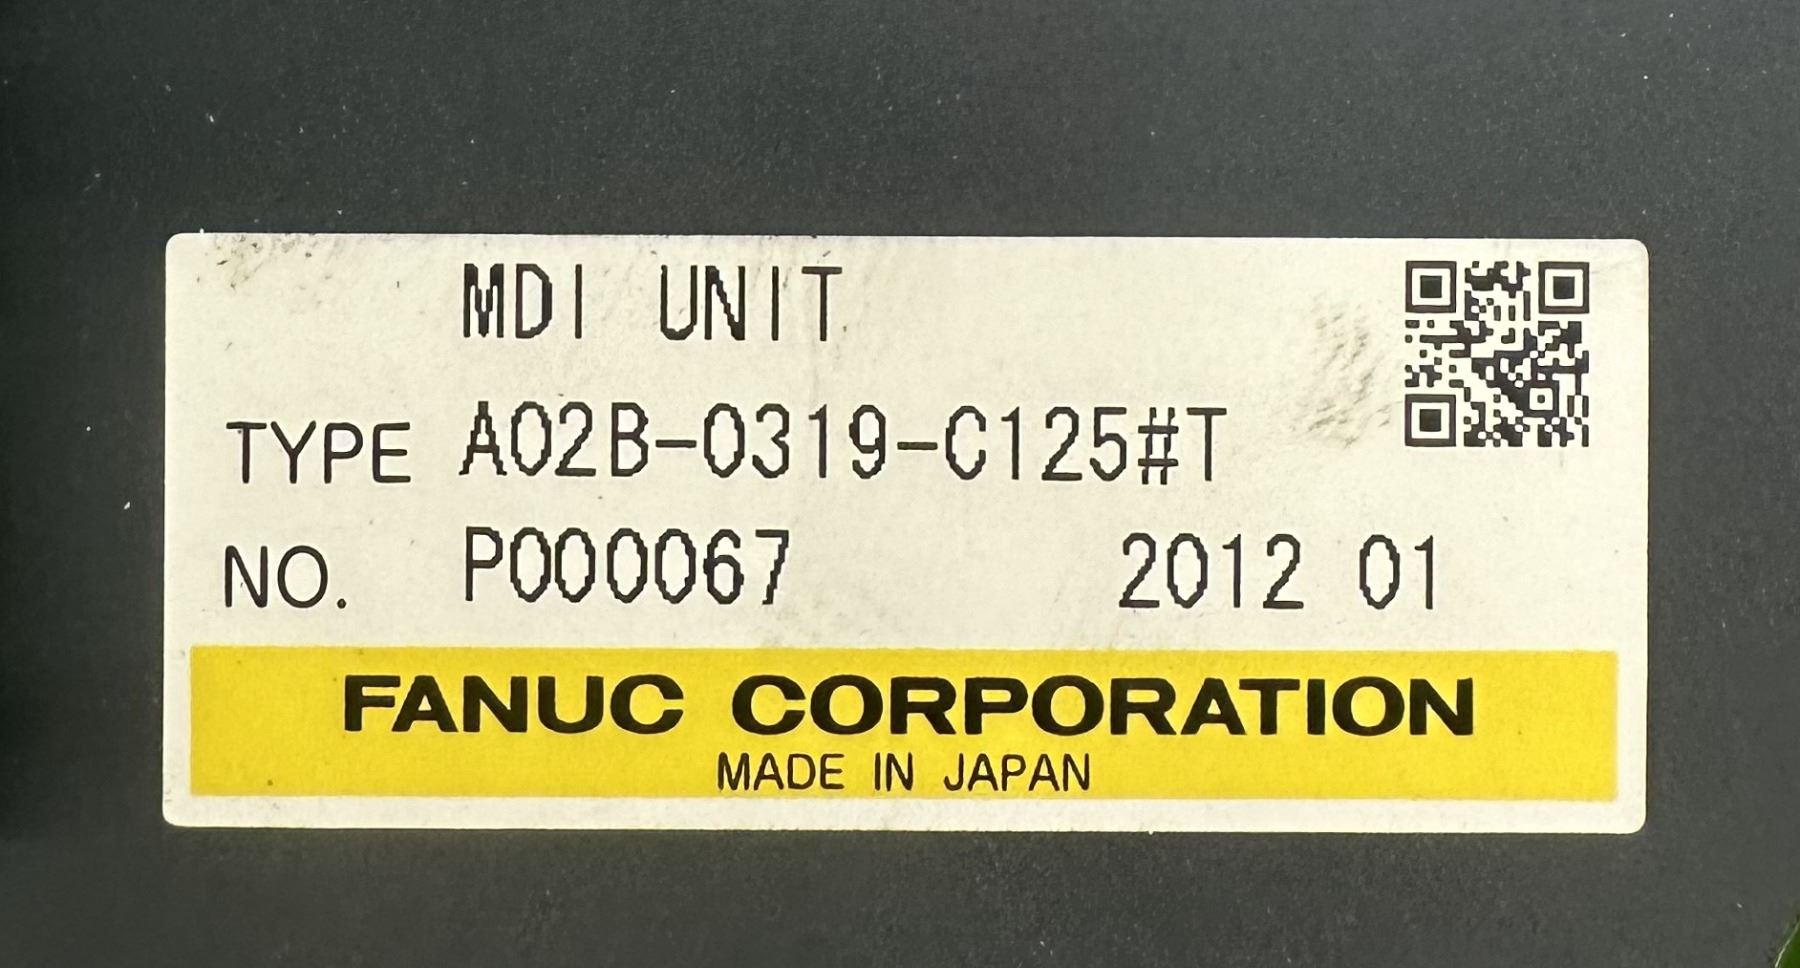 MDI UNIT
TYPE A02B-0319-C125#T
NO. P000067 2012 01
FANUC CORPORATION
MADE IN JAPAN